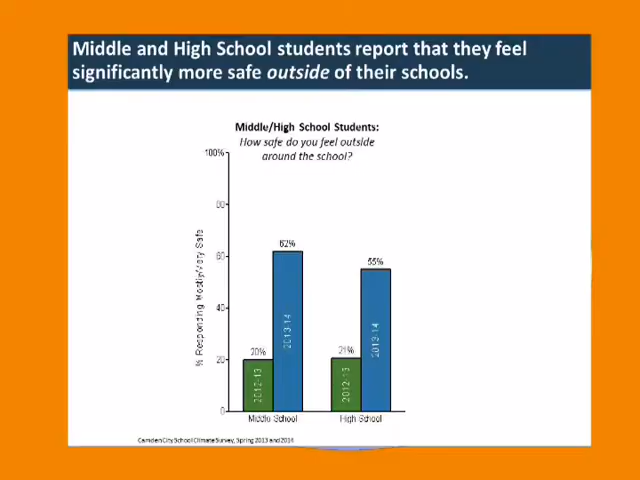 Middle and High School students report that they feel
significantly more safe outside of their schools.
Middle/High School Students:
How safe do you feel outside
around the school?
100%
80
60
40
20
0
% Responding Mostly/Very Safe
20%
2012-13
62%
2013-14
21%
2012-13
55%
2013-14
Middle School
High School
Camden City School Climate Survey, Spring 2013 and 2014